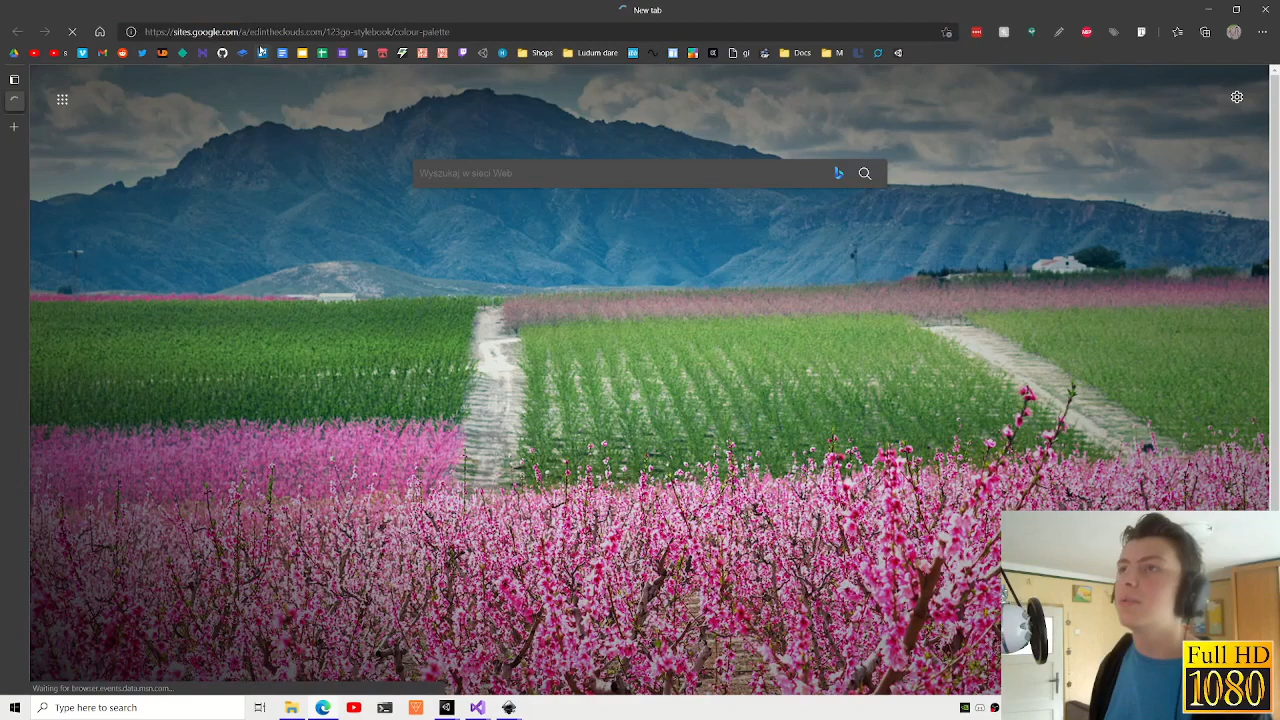 New tab
https://sites.google.com/a/edintheclouds.com/123go-stylebook/colour-palette
s
Shops
Ludum dare
Docs
M
Wyszukaj w sieci Web
Waiting for browser.events.data.msn.com...
Type here to search
Full HD
1080